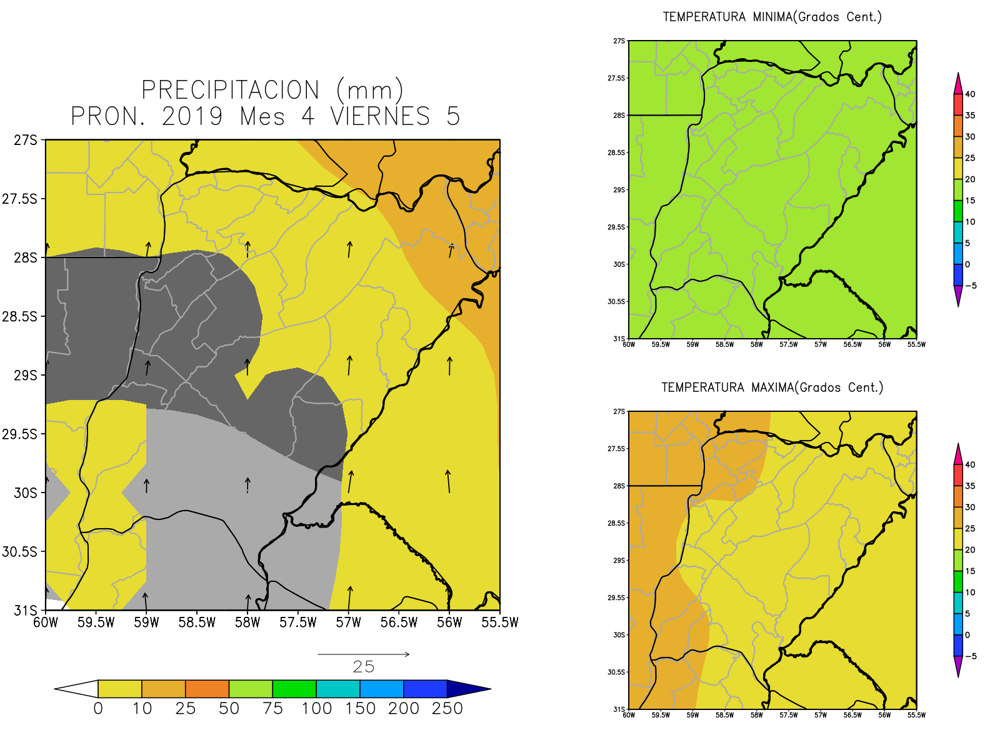 PRECIPITACION (mm)
PRON. 2019 Mes 4 VIERNES 5
27S
27.5S
28S
28.5S
29S
29.5S
30S
30.5S
31S
60W 59.5W 59W 58.5W 58W 57.5W 57W 56.5W 56W 55.5W
25
0 10 25 50 75 100 150 200 250
TEMPERATURA MINIMA(Grados Cent.)
27S
27.5S
28S
28.5S
29S
29.5S
30S
30.5S
31S
60W 59.5W 59W 58.5W 58W 57.5W 57W 56.5W 56W 55.5W
40
35
30
25
20
15
10
5
0
-5
TEMPERATURA MAXIMA(Grados Cent.)
27S
27.5S
28S
28.5S
29S
29.5S
30S
30.5S
31S
60W 59.5W 59W 58.5W 58W 57.5W 57W 56.5W 56W 55.5W
40
35
30
25
20
15
10
5
0
-5